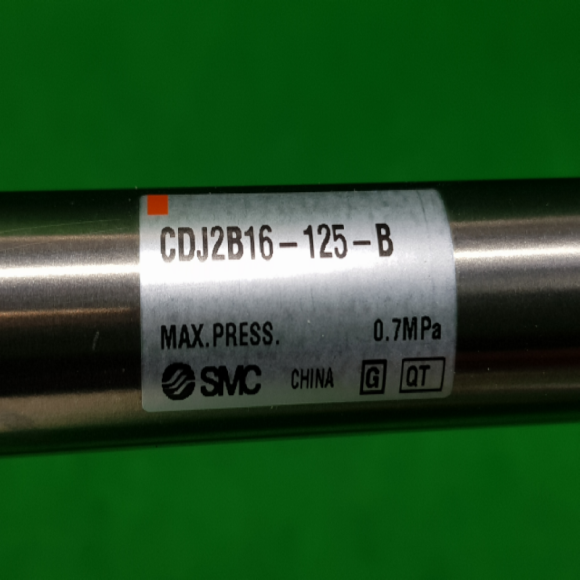 CDJ2B16-125-B
MAX.PRESS. 0.7MPa
SMC CHINA G QT